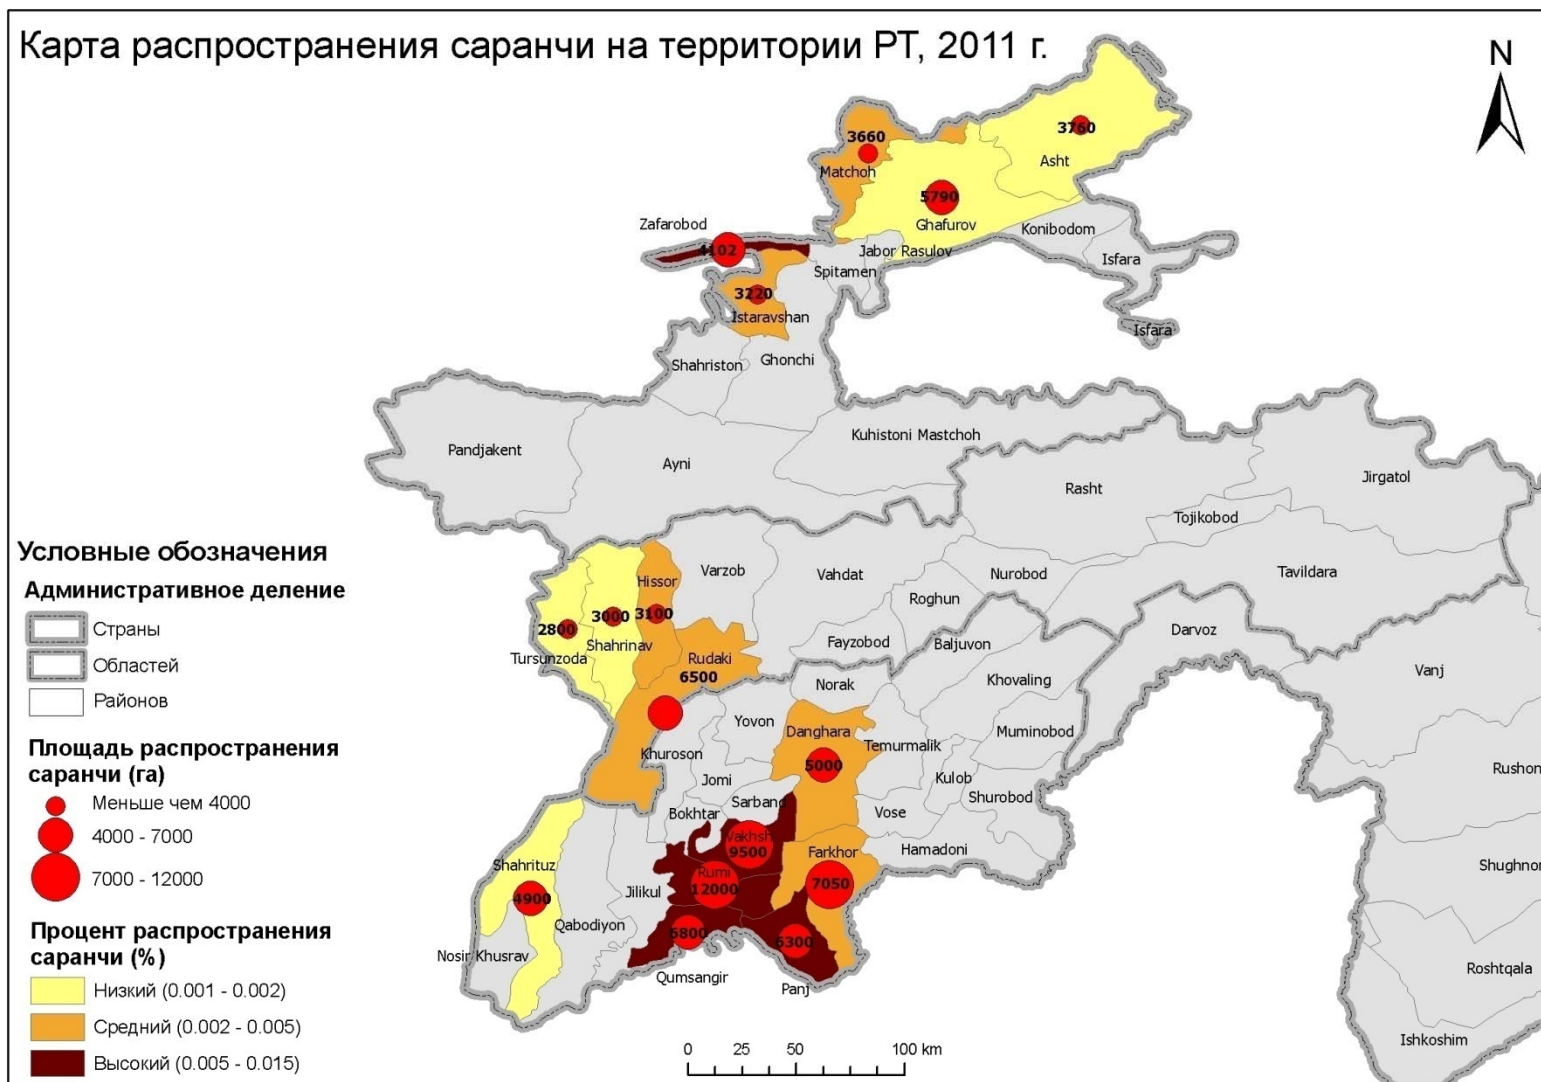 Карта распространения саранчи на территории РТ, 2011 г.
N
3660
3760
Matchoh
Asht
5790
Zafarobod
Ghafurov
Konibodom
4102
Jabor Rasulov
Isfara
Spitamen
3220
Istaravshan
Isfara
Shahriston
Ghonchi
Kuhistoni Mastchoh
Pandjakent
Ayni
Rasht
Jirgatol
Tojikobod
Hissor
Varzob
Vahdat
Nurobod
Tavildara
Roghun
3000
3100
2800
Shahrinav
Fayzobod
Baljuvon
Darvoz
Tursunzoda
Rudaki
6500
Norak
Khovaling
Vanj
Yovon
Danghara
Temurmalik
Muminobod
Khuroson
5000
Jomi
Kulob
Rushon
Sarband
Shurobod
Bokhtar
Vose
Vakhsh
9500
Farkhor
Hamadoni
Shahrituz
Rumi
7050
Shughnon
12000
Jilikul
4900
Qabodiyon
6800
6300
Nosir Khusrav
Qumsangir
Panj
Roshtqala
Ishkoshim
Условные обозначения
Административное деление
Страны
Областей
Районов
Площадь распространения
саранчи (га)
Меньше чем 4000
4000 - 7000
7000 - 12000
Процент распространения
саранчи (%)
Низкий (0.001 - 0.002)
Средний (0.002 - 0.005)
Высокий (0.005 - 0.015)
0 25 50 100 km